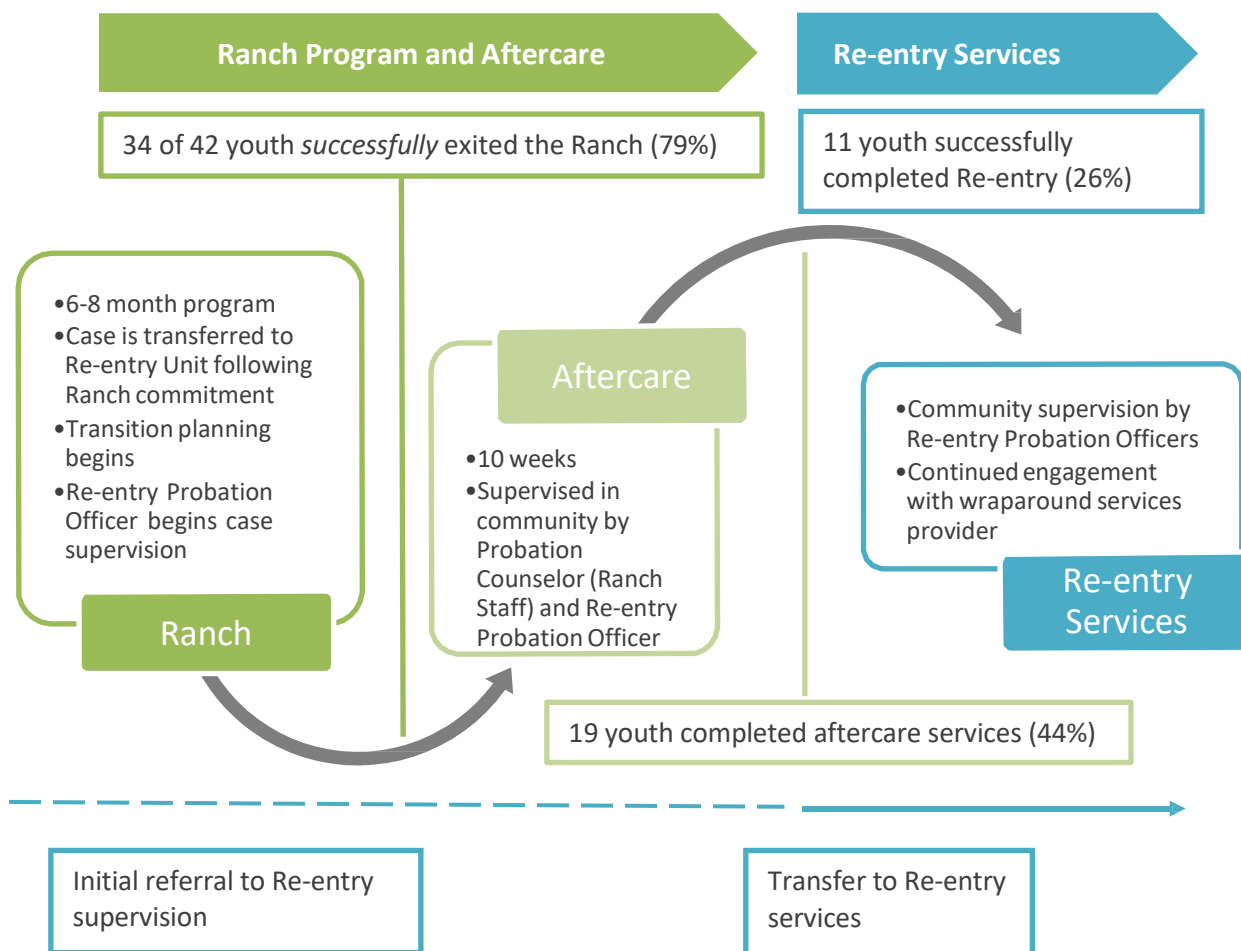 Ranch Program and Aftercare
Re-entry Services
34 of 42 youth successfully exited the Ranch (79%)
11 youth successfully
completed Re-entry (26%)
•6-8 month program
•Case is transferred to
Re-entry Unit following
Ranch commitment
•Transition planning
begins
•Re-entry Probation
Officer begins case
supervision
Ranch
Aftercare
•10 weeks
•Supervised in
community by
Probation
Counselor (Ranch
Staff) and Re-entry
Probation Officer
•Community supervision by
Re-entry Probation Officers
•Continued engagement
with wraparound services
provider
Re-entry
Services
19 youth completed aftercare services (44%)
Initial referral to Re-entry
supervision
Transfer to Re-entry
services